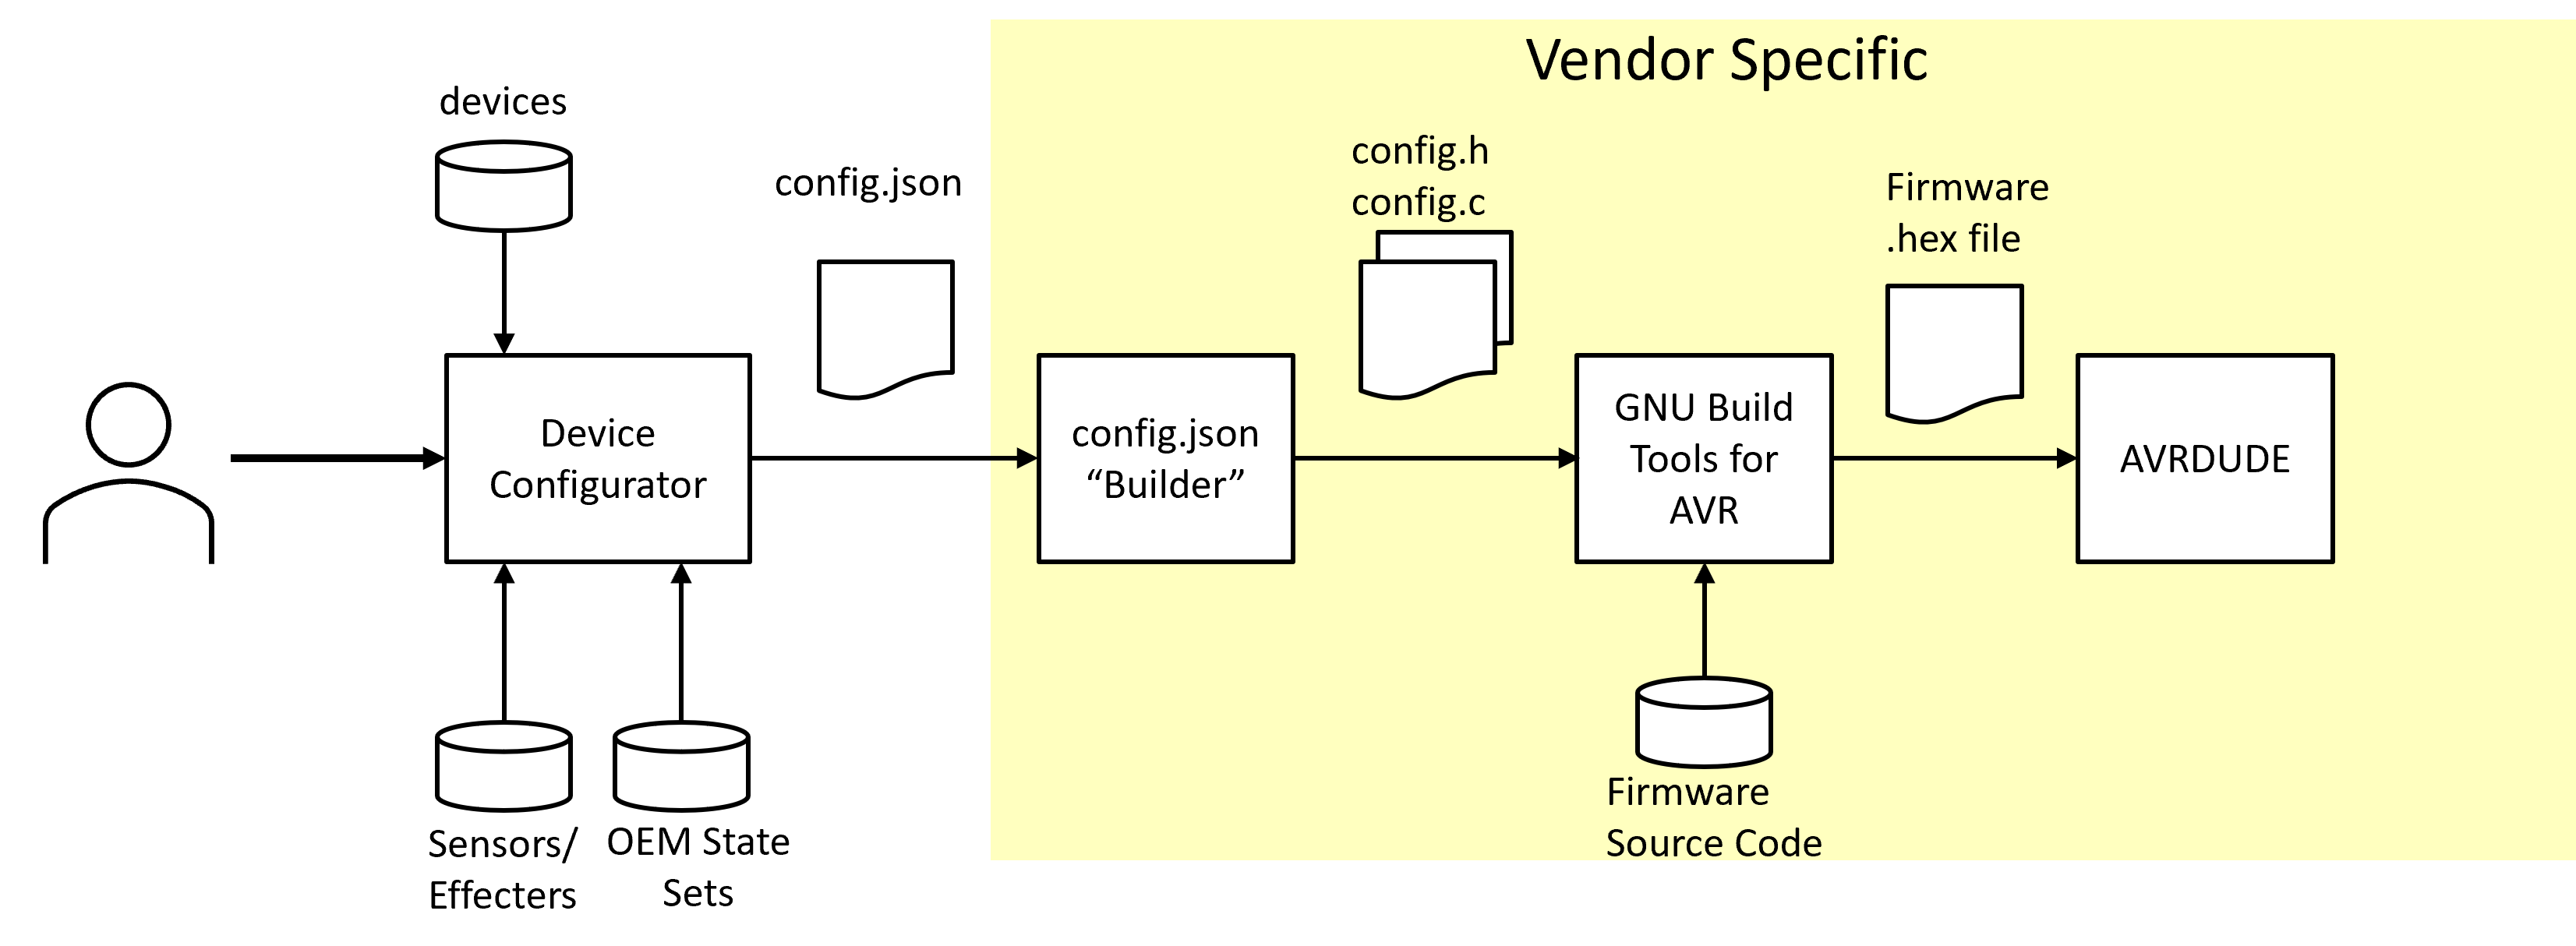 Vendor Specific
devices
config.json
config.h
config.c
Firmware
.hex file
Device
Configurator
config.json
“Builder”
GNU Build
Tools for
AVR
AVRDUDE
Sensors/
Effecters
OEM State
Sets
Firmware
Source Code